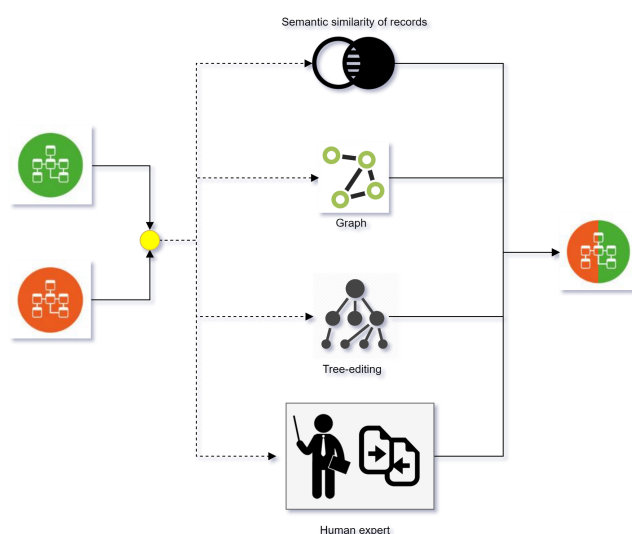 Semantic similarity of records
Graph
Tree-editing
Human expert